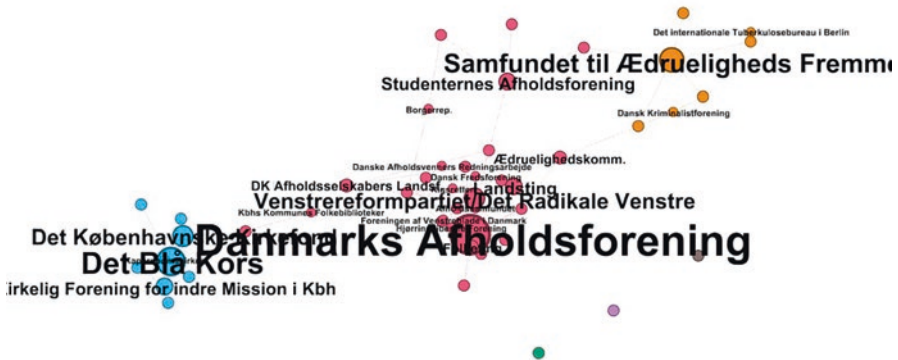 Det internationale Tuberkulosebureau i Berlin
Samfundet til Ædrueligheds Fremme
Studenternes Afholdsforening
Borgerrep.
Dansk Kriminalistforening
Ædruelighedskomm.
Danske Afholdsvenners Redningsarbejde
Dansk Fredsforening
DK Afholdsselskabers Landsf.
Landsting
Venstrereformpartiet/Det Radikale Venstre
Kbhs Kommunes Folkebiblioteker
Foreningen af Venstreblade i Danmark
Det Københavnske Kirkefond
Danmarks Afholdsforening
Folketing
Det Blå Kors
Kirkelig Forening for indre Mission i Kbh